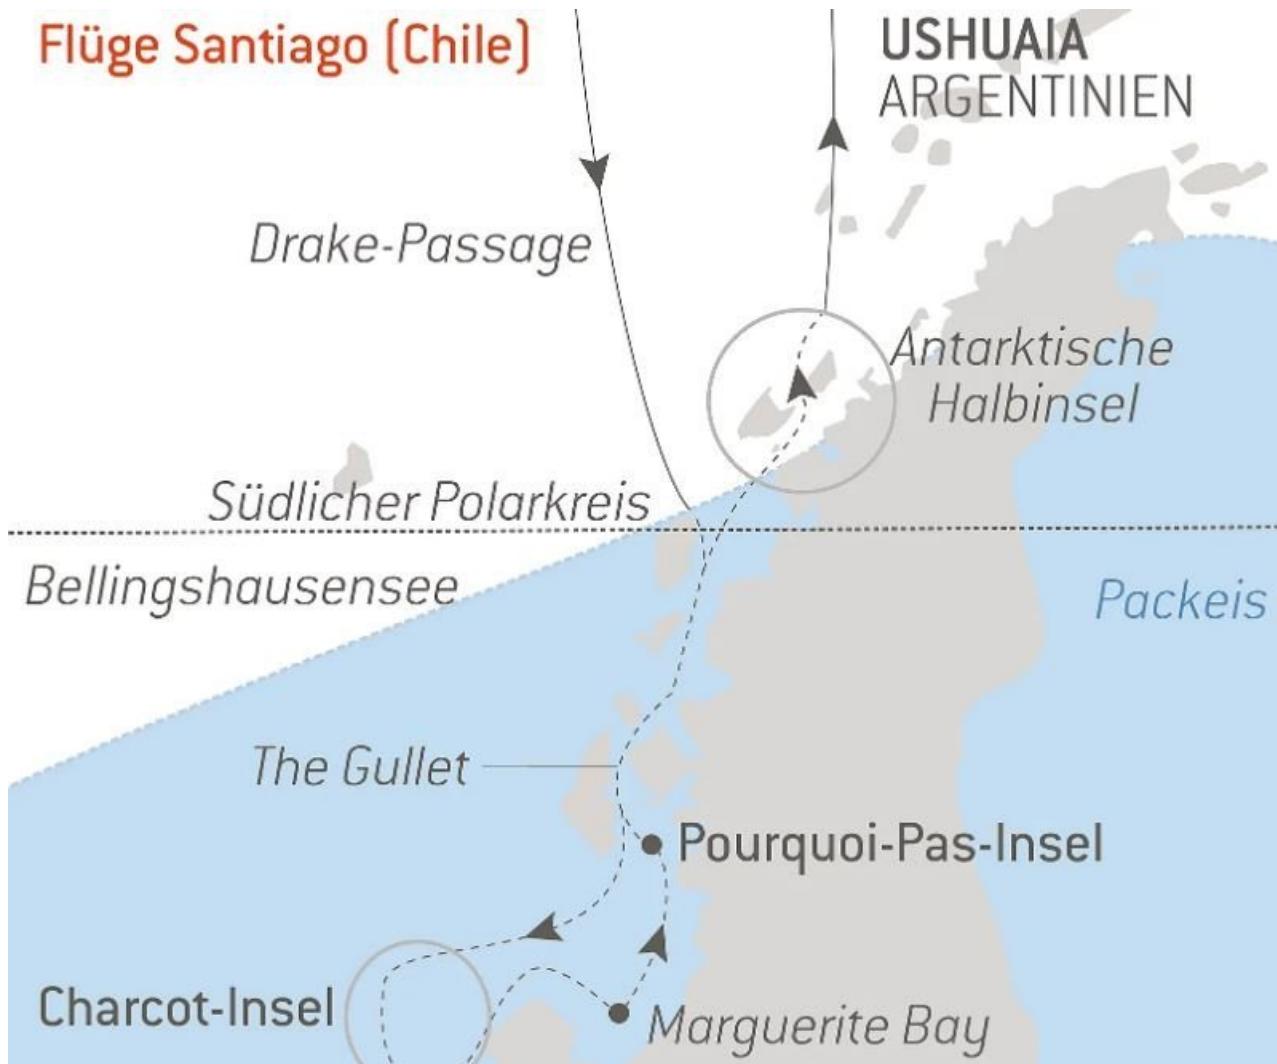 Flüge Santiago (Chile)
USHUAIA
ARGENTINIEN
Drake-Passage
Antarktische
Halbinsel
Südlicher Polarkreis
Bellingshausensee
Packeis
The Gullet
Pourquoi-Pas-Insel
Charcot-Insel
Marguerite Bay